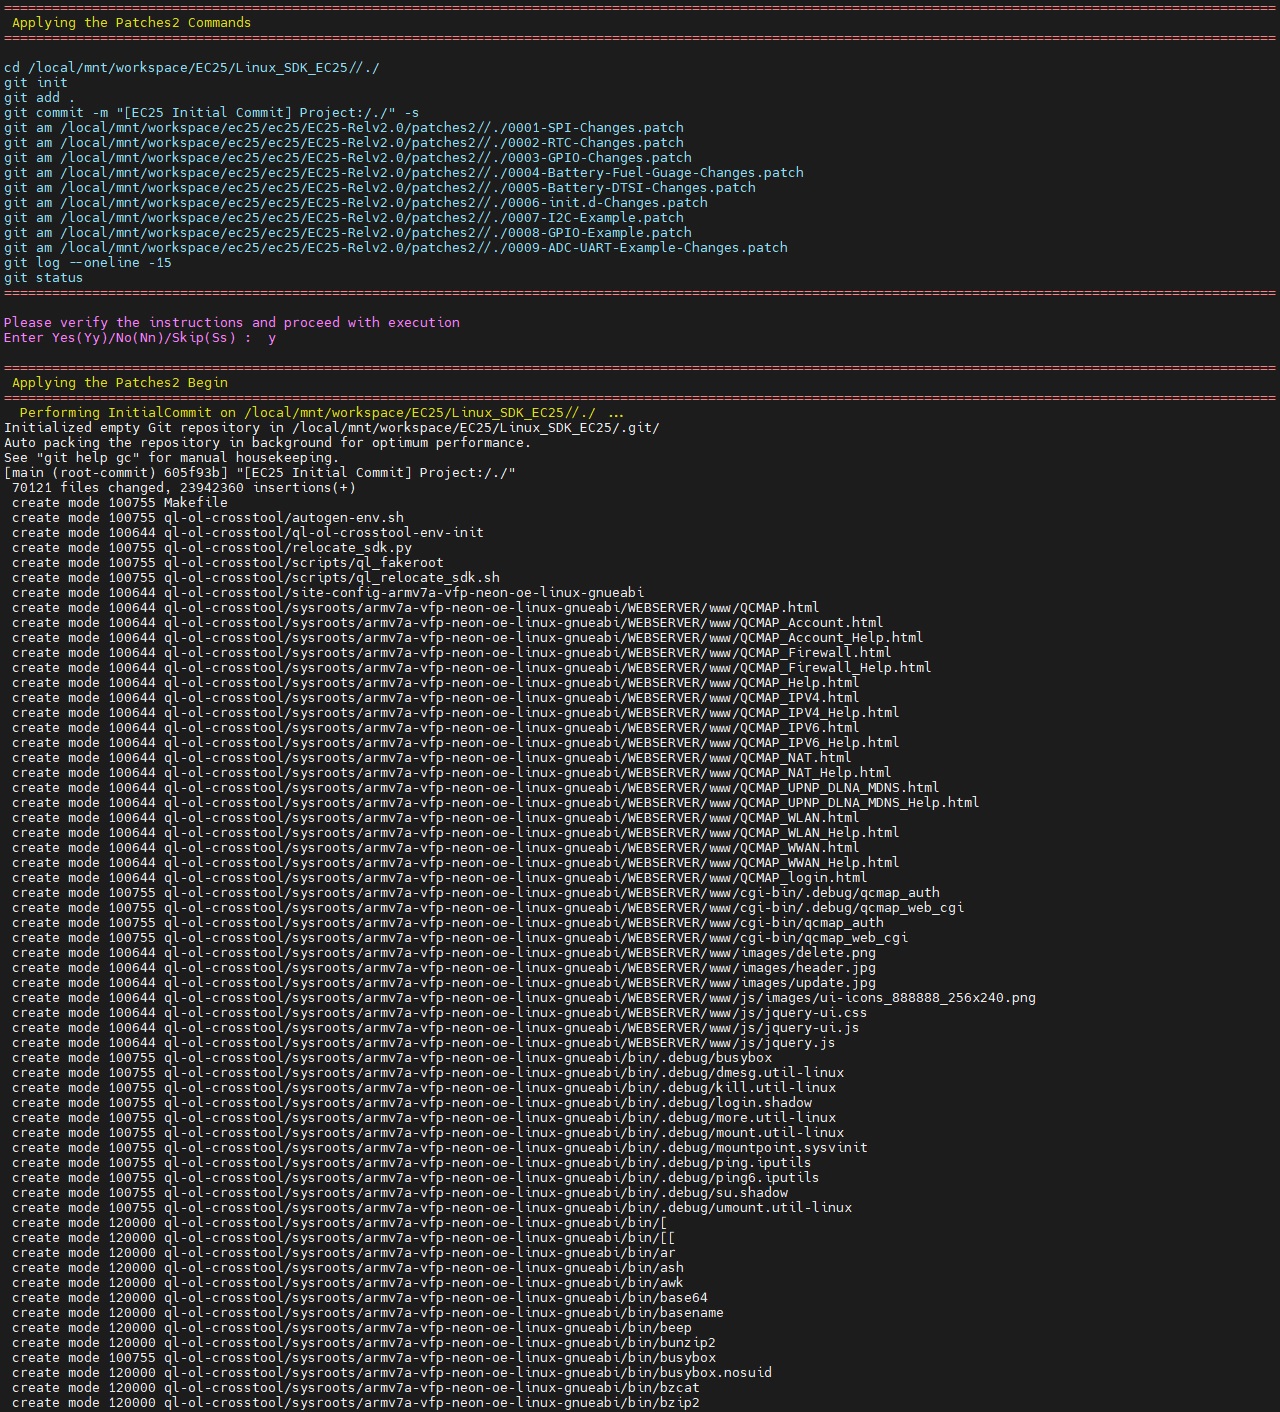 ===============================================================================================================================================================
 Applying the Patches2 Commands
===============================================================================================================================================================
cd /local/mnt/workspace/EC25/Linux_SDK_EC25//./
git init
git add .
git commit -m "[EC25 Initial Commit] Project:/./" -s
git am /local/mnt/workspace/ec25/ec25/EC25-Relv2.0/patches2//./0001-SPI-Changes.patch
git am /local/mnt/workspace/ec25/ec25/EC25-Relv2.0/patches2//./0002-RTC-Changes.patch
git am /local/mnt/workspace/ec25/ec25/EC25-Relv2.0/patches2//./0003-GPIO-Changes.patch
git am /local/mnt/workspace/ec25/ec25/EC25-Relv2.0/patches2//./0004-Battery-Fuel-Guage-Changes.patch
git am /local/mnt/workspace/ec25/ec25/EC25-Relv2.0/patches2//./0005-Battery-DTSI-Changes.patch
git am /local/mnt/workspace/ec25/ec25/EC25-Relv2.0/patches2//./0006-init.d-Changes.patch
git am /local/mnt/workspace/ec25/ec25/EC25-Relv2.0/patches2//./0007-I2C-Example.patch
git am /local/mnt/workspace/ec25/ec25/EC25-Relv2.0/patches2//./0008-GPIO-Example.patch
git am /local/mnt/workspace/ec25/ec25/EC25-Relv2.0/patches2//./0009-ADC-UART-Example-Changes.patch
git log --oneline -15
git status
===============================================================================================================================================================
Please verify the instructions and proceed with execution
Enter Yes(Yy)/No(Nn)/Skip(Ss) :  y
===============================================================================================================================================================
 Applying the Patches2 Begin
===============================================================================================================================================================
  Performing InitialCommit on /local/mnt/workspace/EC25/Linux_SDK_EC25//./ ...
Initialized empty Git repository in /local/mnt/workspace/EC25/Linux_SDK_EC25/.git/
Auto packing the repository in background for optimum performance.
See "git help gc" for manual housekeeping.
[main (root-commit) 605f93b] "[EC25 Initial Commit] Project:/./"
 70121 files changed, 23942360 insertions(+)
 create mode 100755 Makefile
 create mode 100755 ql-ol-crosstool/autogen-env.sh
 create mode 100644 ql-ol-crosstool/ql-ol-crosstool-env-init
 create mode 100755 ql-ol-crosstool/relocate_sdk.py
 create mode 100755 ql-ol-crosstool/scripts/ql_fakeroot
 create mode 100755 ql-ol-crosstool/scripts/ql_relocate_sdk.sh
 create mode 100644 ql-ol-crosstool/site-config-armv7a-vfp-neon-oe-linux-gnueabi
 create mode 100644 ql-ol-crosstool/sysroots/armv7a-vfp-neon-oe-linux-gnueabi/WEBSERVER/www/QCMAP.html
 create mode 100644 ql-ol-crosstool/sysroots/armv7a-vfp-neon-oe-linux-gnueabi/WEBSERVER/www/QCMAP_Account.html
 create mode 100644 ql-ol-crosstool/sysroots/armv7a-vfp-neon-oe-linux-gnueabi/WEBSERVER/www/QCMAP_Account_Help.html
 create mode 100644 ql-ol-crosstool/sysroots/armv7a-vfp-neon-oe-linux-gnueabi/WEBSERVER/www/QCMAP_Firewall.html
 create mode 100644 ql-ol-crosstool/sysroots/armv7a-vfp-neon-oe-linux-gnueabi/WEBSERVER/www/QCMAP_Firewall_Help.html
 create mode 100644 ql-ol-crosstool/sysroots/armv7a-vfp-neon-oe-linux-gnueabi/WEBSERVER/www/QCMAP_Help.html
 create mode 100644 ql-ol-crosstool/sysroots/armv7a-vfp-neon-oe-linux-gnueabi/WEBSERVER/www/QCMAP_IPV4.html
 create mode 100644 ql-ol-crosstool/sysroots/armv7a-vfp-neon-oe-linux-gnueabi/WEBSERVER/www/QCMAP_IPV4_Help.html
 create mode 100644 ql-ol-crosstool/sysroots/armv7a-vfp-neon-oe-linux-gnueabi/WEBSERVER/www/QCMAP_IPV6.html
 create mode 100644 ql-ol-crosstool/sysroots/armv7a-vfp-neon-oe-linux-gnueabi/WEBSERVER/www/QCMAP_IPV6_Help.html
 create mode 100644 ql-ol-crosstool/sysroots/armv7a-vfp-neon-oe-linux-gnueabi/WEBSERVER/www/QCMAP_NAT.html
 create mode 100644 ql-ol-crosstool/sysroots/armv7a-vfp-neon-oe-linux-gnueabi/WEBSERVER/www/QCMAP_NAT_Help.html
 create mode 100644 ql-ol-crosstool/sysroots/armv7a-vfp-neon-oe-linux-gnueabi/WEBSERVER/www/QCMAP_UPNP_DLNA_MDNS.html
 create mode 100644 ql-ol-crosstool/sysroots/armv7a-vfp-neon-oe-linux-gnueabi/WEBSERVER/www/QCMAP_UPNP_DLNA_MDNS_Help.html
 create mode 100644 ql-ol-crosstool/sysroots/armv7a-vfp-neon-oe-linux-gnueabi/WEBSERVER/www/QCMAP_WLAN.html
 create mode 100644 ql-ol-crosstool/sysroots/armv7a-vfp-neon-oe-linux-gnueabi/WEBSERVER/www/QCMAP_WLAN_Help.html
 create mode 100644 ql-ol-crosstool/sysroots/armv7a-vfp-neon-oe-linux-gnueabi/WEBSERVER/www/QCMAP_WWAN.html
 create mode 100644 ql-ol-crosstool/sysroots/armv7a-vfp-neon-oe-linux-gnueabi/WEBSERVER/www/QCMAP_WWAN_Help.html
 create mode 100644 ql-ol-crosstool/sysroots/armv7a-vfp-neon-oe-linux-gnueabi/WEBSERVER/www/QCMAP_login.html
 create mode 100755 ql-ol-crosstool/sysroots/armv7a-vfp-neon-oe-linux-gnueabi/WEBSERVER/www/cgi-bin/.debug/qcmap_auth
 create mode 100755 ql-ol-crosstool/sysroots/armv7a-vfp-neon-oe-linux-gnueabi/WEBSERVER/www/cgi-bin/.debug/qcmap_web_cgi
 create mode 100755 ql-ol-crosstool/sysroots/armv7a-vfp-neon-oe-linux-gnueabi/WEBSERVER/www/cgi-bin/qcmap_auth
 create mode 100755 ql-ol-crosstool/sysroots/armv7a-vfp-neon-oe-linux-gnueabi/WEBSERVER/www/cgi-bin/qcmap_web_cgi
 create mode 100644 ql-ol-crosstool/sysroots/armv7a-vfp-neon-oe-linux-gnueabi/WEBSERVER/www/images/delete.png
 create mode 100644 ql-ol-crosstool/sysroots/armv7a-vfp-neon-oe-linux-gnueabi/WEBSERVER/www/images/header.jpg
 create mode 100644 ql-ol-crosstool/sysroots/armv7a-vfp-neon-oe-linux-gnueabi/WEBSERVER/www/images/update.jpg
 create mode 100644 ql-ol-crosstool/sysroots/armv7a-vfp-neon-oe-linux-gnueabi/WEBSERVER/www/js/images/ui-icons_888888_256x240.png
 create mode 100644 ql-ol-crosstool/sysroots/armv7a-vfp-neon-oe-linux-gnueabi/WEBSERVER/www/js/jquery-ui.css
 create mode 100644 ql-ol-crosstool/sysroots/armv7a-vfp-neon-oe-linux-gnueabi/WEBSERVER/www/js/jquery-ui.js
 create mode 100644 ql-ol-crosstool/sysroots/armv7a-vfp-neon-oe-linux-gnueabi/WEBSERVER/www/js/jquery.js
 create mode 100755 ql-ol-crosstool/sysroots/armv7a-vfp-neon-oe-linux-gnueabi/bin/.debug/busybox
 create mode 100755 ql-ol-crosstool/sysroots/armv7a-vfp-neon-oe-linux-gnueabi/bin/.debug/dmesg.util-linux
 create mode 100755 ql-ol-crosstool/sysroots/armv7a-vfp-neon-oe-linux-gnueabi/bin/.debug/kill.util-linux
 create mode 100755 ql-ol-crosstool/sysroots/armv7a-vfp-neon-oe-linux-gnueabi/bin/.debug/login.shadow
 create mode 100755 ql-ol-crosstool/sysroots/armv7a-vfp-neon-oe-linux-gnueabi/bin/.debug/more.util-linux
 create mode 100755 ql-ol-crosstool/sysroots/armv7a-vfp-neon-oe-linux-gnueabi/bin/.debug/mount.util-linux
 create mode 100755 ql-ol-crosstool/sysroots/armv7a-vfp-neon-oe-linux-gnueabi/bin/.debug/mountpoint.sysvinit
 create mode 100755 ql-ol-crosstool/sysroots/armv7a-vfp-neon-oe-linux-gnueabi/bin/.debug/ping.iputils
 create mode 100755 ql-ol-crosstool/sysroots/armv7a-vfp-neon-oe-linux-gnueabi/bin/.debug/ping6.iputils
 create mode 100755 ql-ol-crosstool/sysroots/armv7a-vfp-neon-oe-linux-gnueabi/bin/.debug/su.shadow
 create mode 100755 ql-ol-crosstool/sysroots/armv7a-vfp-neon-oe-linux-gnueabi/bin/.debug/umount.util-linux
 create mode 120000 ql-ol-crosstool/sysroots/armv7a-vfp-neon-oe-linux-gnueabi/bin/[
 create mode 120000 ql-ol-crosstool/sysroots/armv7a-vfp-neon-oe-linux-gnueabi/bin/[[
 create mode 120000 ql-ol-crosstool/sysroots/armv7a-vfp-neon-oe-linux-gnueabi/bin/ar
 create mode 120000 ql-ol-crosstool/sysroots/armv7a-vfp-neon-oe-linux-gnueabi/bin/ash
 create mode 120000 ql-ol-crosstool/sysroots/armv7a-vfp-neon-oe-linux-gnueabi/bin/awk
 create mode 120000 ql-ol-crosstool/sysroots/armv7a-vfp-neon-oe-linux-gnueabi/bin/base64
 create mode 120000 ql-ol-crosstool/sysroots/armv7a-vfp-neon-oe-linux-gnueabi/bin/basename
 create mode 120000 ql-ol-crosstool/sysroots/armv7a-vfp-neon-oe-linux-gnueabi/bin/beep
 create mode 120000 ql-ol-crosstool/sysroots/armv7a-vfp-neon-oe-linux-gnueabi/bin/bunzip2
 create mode 100755 ql-ol-crosstool/sysroots/armv7a-vfp-neon-oe-linux-gnueabi/bin/busybox
 create mode 120000 ql-ol-crosstool/sysroots/armv7a-vfp-neon-oe-linux-gnueabi/bin/busybox.nosuid
 create mode 120000 ql-ol-crosstool/sysroots/armv7a-vfp-neon-oe-linux-gnueabi/bin/bzcat
 create mode 120000 ql-ol-crosstool/sysroots/armv7a-vfp-neon-oe-linux-gnueabi/bin/bzip2